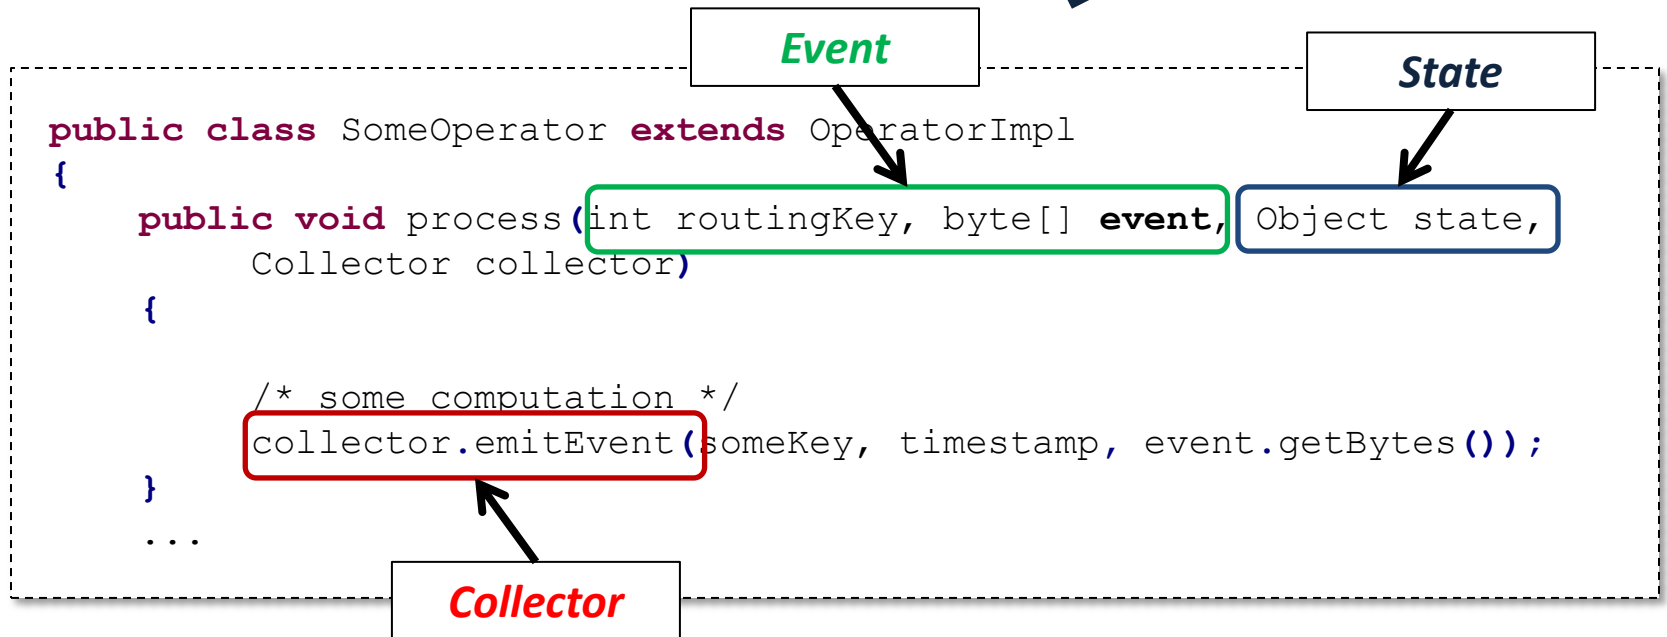 Event
State
public class SomeOperator extends OperatorImpl
{
public void process(int routingKey, byte[] event, Object state,
Collector collector)
{
/* some computation */
collector.emitEvent(someKey, timestamp, event.getBytes());
}
...
Collector